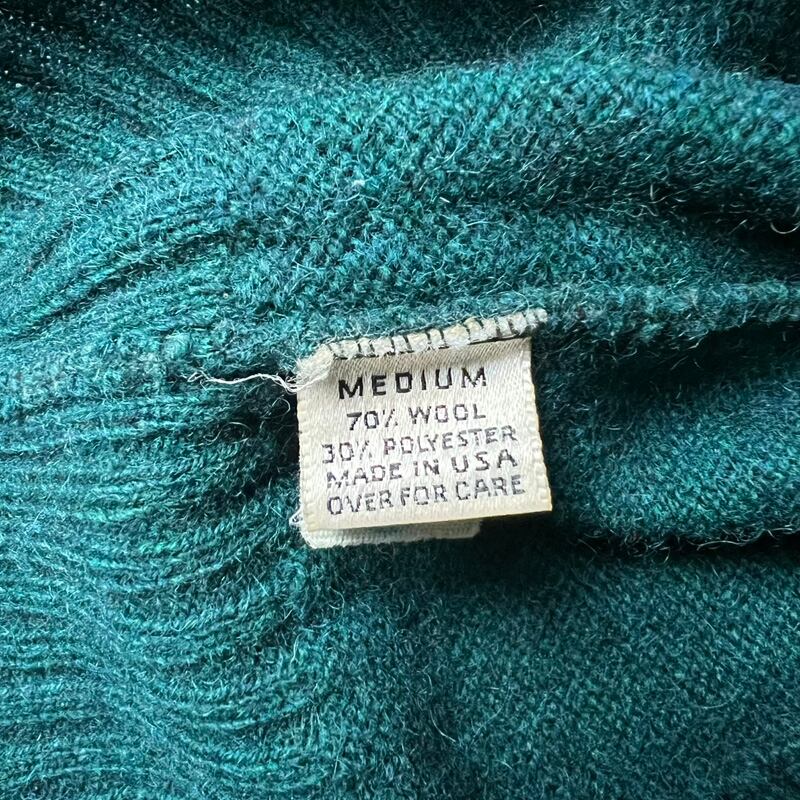 MEDIUM
70% WOOL
30% POLYESTER
MADE IN USA
OVER FOR CARE